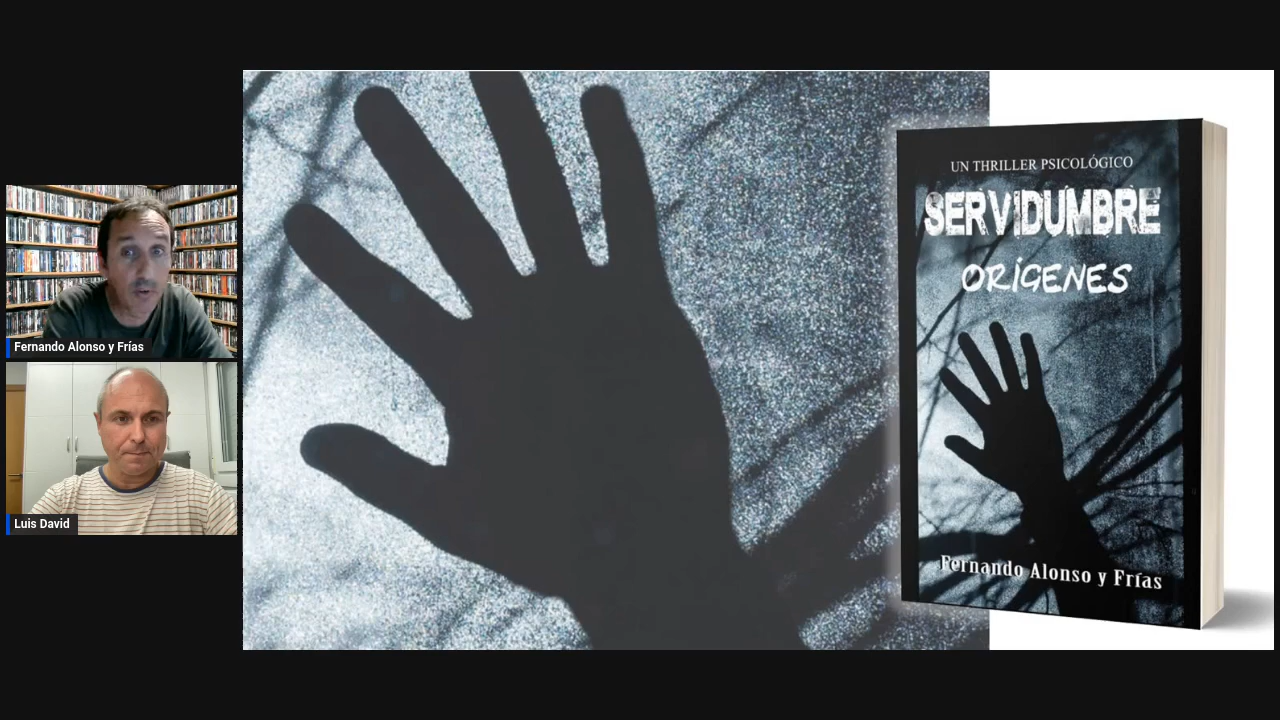 Fernando Alonso y Frías
Luis David
UN THRILLER PSICOLÓGICO
SERVIDUMBRE
ORÍGENES
Fernando Alonso y Frías